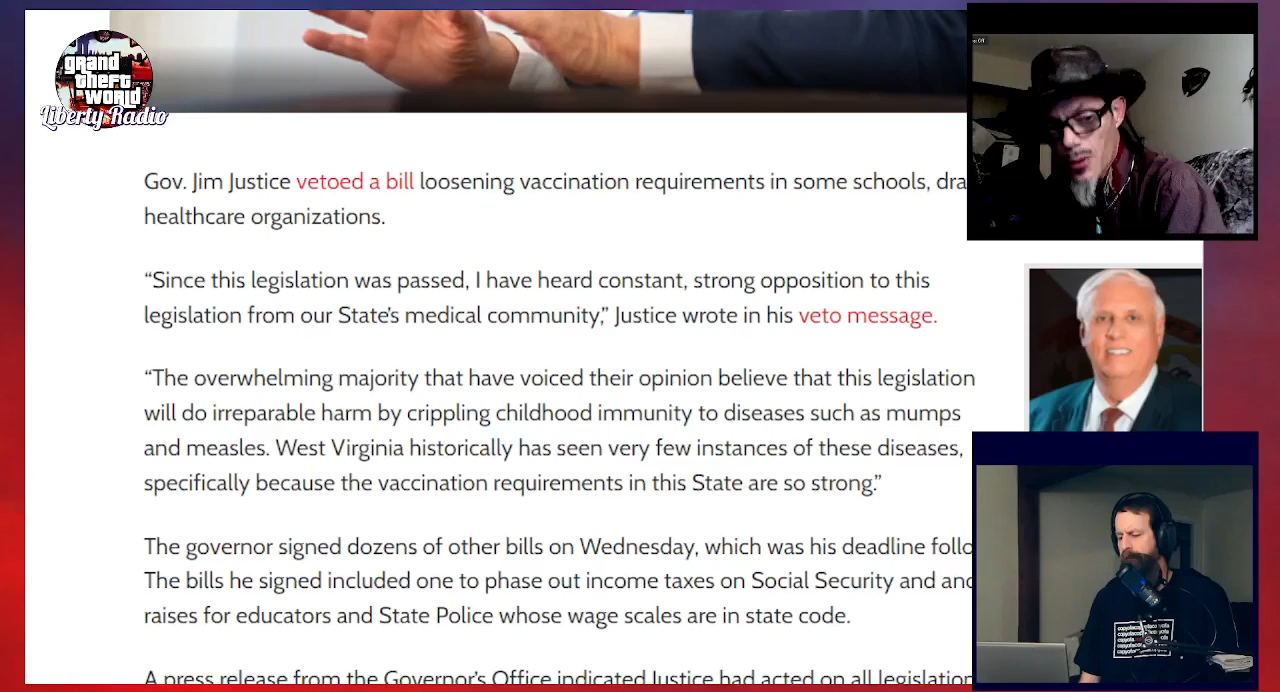 grand
theft
world
Liberty Radio
Gov. Jim Justice vetoed a bill loosening vaccination requirements in some schools, dra
healthcare organizations.
“Since this legislation was passed, I have heard constant, strong opposition to this
legislation from our State’s medical community,” Justice wrote in his veto message.
“The overwhelming majority that have voiced their opinion believe that this legislation
will do irreparable harm by crippling childhood immunity to diseases such as mumps
and measles. West Virginia historically has seen very few instances of these diseases,
specifically because the vaccination requirements in this State are so strong.”
The governor signed dozens of other bills on Wednesday, which was his deadline follo
The bills he signed included one to phase out income taxes on Social Security and
raises for educators and State Police whose wage scales are in state code.
A press release from the Governor’s Office indicated Justice had acted on all legislation